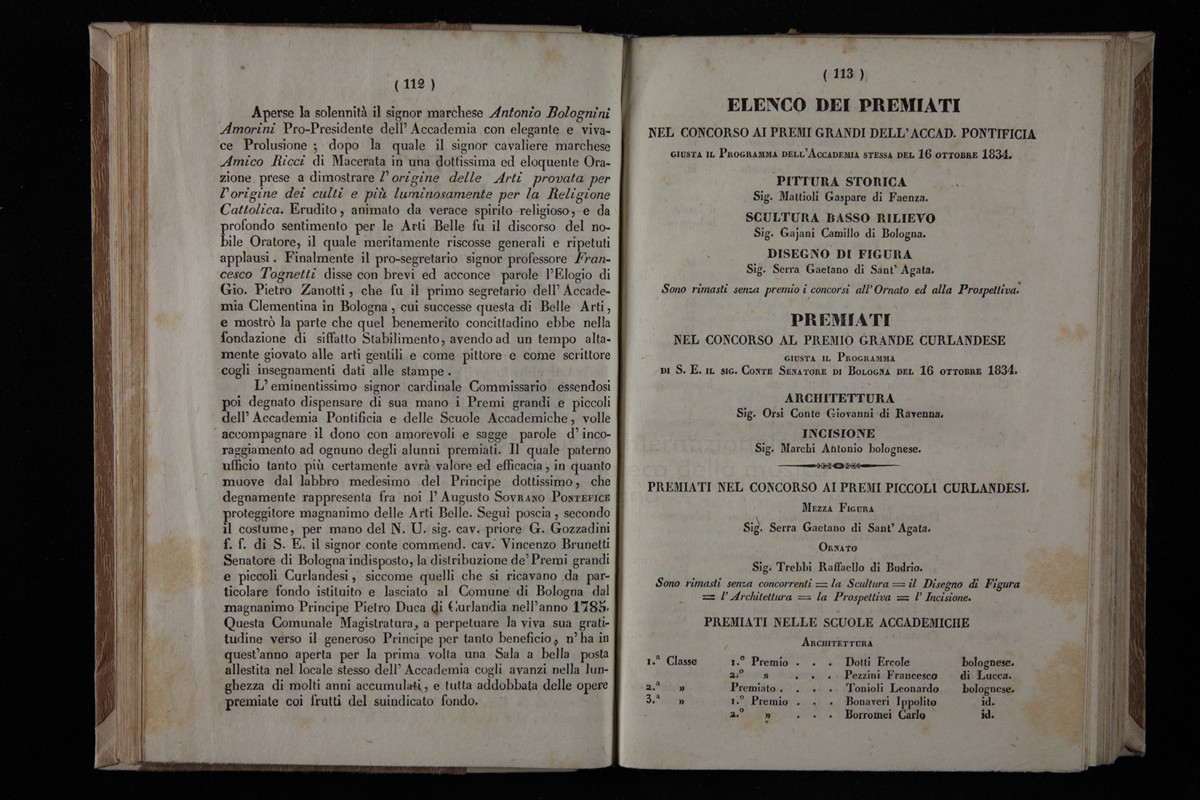 ( 112 )
Aperse la solennità il signor marchese Antonio Bolognini
Amorini Pro-Presidente dell' Accademia con elegante e viva-
ce Prolusione ; dopo la quale il signor cavaliere marchese
Amico Ricci di Macerata in una dottissima ed eloquente Ora-
zione prese a dimostrare l' origine delle Arti provata per
l' origine dei culti e più luminosamente per la Religione
Cattolica. Erudito, animato da verace spirito religioso, e da
profondo sentimento per le Arti Belle fu il discorso del no-
bile Oratore, il quale meritamente riscosse generali e ripetuti
applausi. Finalmente il pro-segretario signor professore Fran-
cesco Tognetti disse con brevi ed acconce parole l'Elogio di
Gio. Pietro Zanotti, che fu il primo segretario dell' Accade-
mia Clementina in Bologna, cui successe questa di Belle Arti,
e mostrò la parte che quel benemerito concittadino ebbe nella
fondazione di siffatto Stabilimento, avendo ad un tempo alta-
mente giovato alle arti gentili e come pittore e come scrittore
cogli insegnamenti dati alle stampe.
L' eminentissimo signor cardinale Commissario essendosi
poi degnato dispensare di sua mano i Premi grandi e piccoli
dell' Accademia Pontificia e delle Scuole Accademiche, volle
accompagnare il dono con amorevoli e sagge parole d' inco-
raggiamento ad ognuno degli alunni premiati. Il quale paterno
ufficio tanto più certamente avrà valore ed efficacia, in quanto
muove dal labbro medesimo del Principe dottissimo, che
degnamente rappresenta fra noi l' Augusto Sovrano Pontefice
proteggitore magnanimo delle Arti Belle. Seguì poscia, secondo
il costume, per mano del N. U. sig. cav. priore G. Gozzadini
f. f. di S. E. il signor conte commend. cav. Vincenzo Brunetti
Senatore di Bologna indisposto, la distribuzione de' Premi grandi
e piccoli Curlandesi, siccome quelli che si ricavano da par-
ticolare fondo istituito e lasciato al Comune di Bologna dal
magnanimo Principe Pietro Duca di Curlandia nell'anno 1785.
Questa Comunale Magistratura, a perpetuare la viva sua grati-
tudine verso il generoso Principe per tanto beneficio, n' ha in
quest'anno aperta per la prima volta una Sala a bella posta
allestita nel locale stesso dell' Accademia cogli avanzi nella lun-
ghezza di molti anni accumulati, e tutta addobbata delle opere
premiate coi frutti del suindicato fondo.
( 113 )
ELENCO DEI PREMIATI
NEL CONCORSO AI PREMI GRANDI DELL'ACCAD. PONTIFICIA
giusta il Programma dell'Accademia stessa del 16 ottobre 1834.
PITTURA STORICA
Sig. Mattioli Gaspare di Faenza.
SCULTURA BASSO RILIEVO
Sig. Gajani Camillo di Bologna.
DISEGNO DI FIGURA
Sig. Serra Gaetano di Sant' Agata.
Sono rimasti senza premio i concorsi all' Ornato ed alla Prospettiva.
PREMIATI
NEL CONCORSO AL PREMIO GRANDE CURLANDESE
giusta il Programma
di S. E. il sig. Conte Senatore di Bologna del 16 ottobre 1834.
ARCHITETTURA
Sig. Orsi Conte Giovanni di Ravenna.
INCISIONE
Sig. Marchi Antonio bolognese.
PREMIATI NEL CONCORSO AI PREMI PICCOLI CURLANDESI.
Mezza Figura
Sig. Serra Gaetano di Sant' Agata.
Ornato
Sig. Trebbi Raffaello di Budrio.
Sono rimasti senza concorrenti = la Scultura = il Disegno di Figura
= l' Architettura = la Prospettiva = l' Incisione.
PREMIATI NELLE SCUOLE ACCADEMICHE
Architettura
1.ª Classe 1.º Premio . . . Dotti Ercole bolognese.
2.º » . . . Pezzini Francesco di Lucca.
2.ª » Premiato . . . . Tonioli Leonardo bolognese.
3.ª » 1.º Premio . . . Bonaveri Ippolito id.
2.º » . . . Borromei Carlo id.